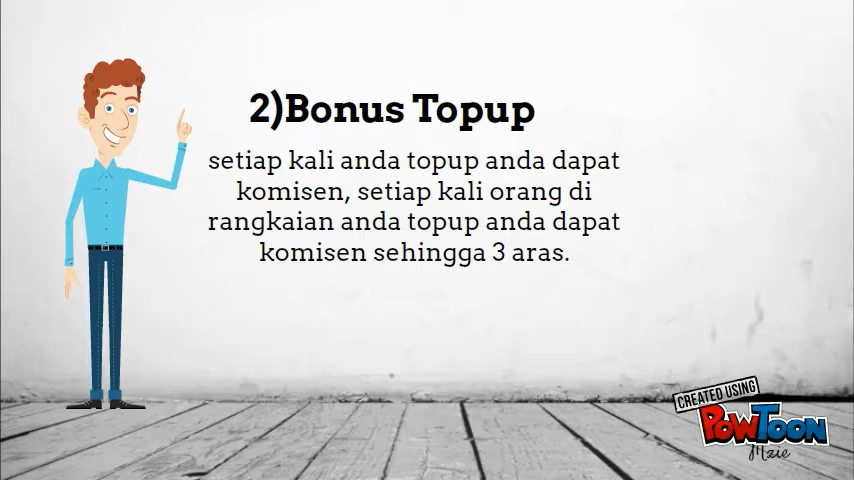 2)Bonus Topup
setiap kali anda topup anda dapat
komisen, setiap kali orang di
rangkaian anda topup anda dapat
komisen sehingga 3 aras.
CREATED USING
POWTOON
Mzie